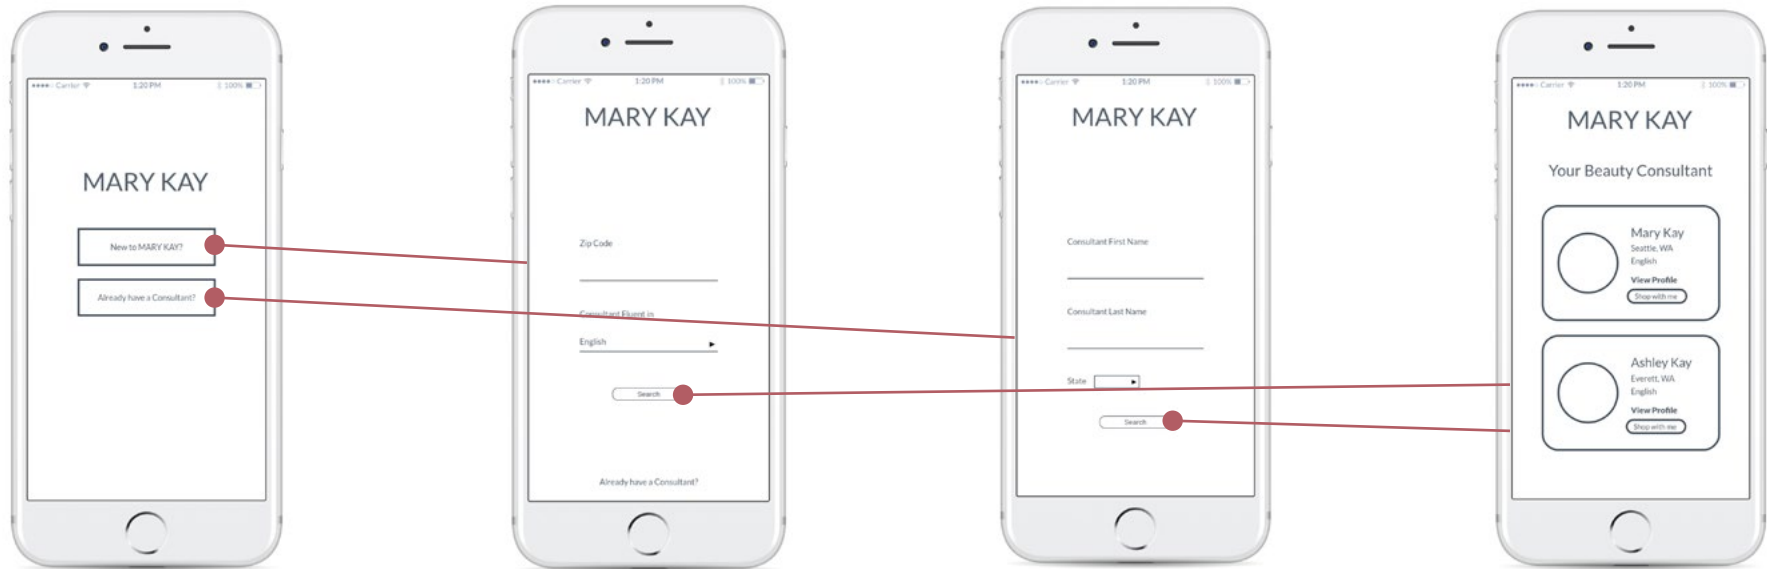 Carrier 1:20 PM 100%
MARY KAY
New to MARY KAY?
Already have a Consultant?
Carrier 1:20 PM 100%
MARY KAY
Zip Code
Consultant Fluent in
English
Search
Already have a Consultant?
Carrier 1:20 PM 100%
MARY KAY
Consultant First Name
Consultant Last Name
State
Search
Carrier 1:20 PM 100%
MARY KAY
Your Beauty Consultant
Mary Kay
Seattle, WA
English
View Profile
Shop with me
Ashley Kay
Everett, WA
English
View Profile
Shop with me